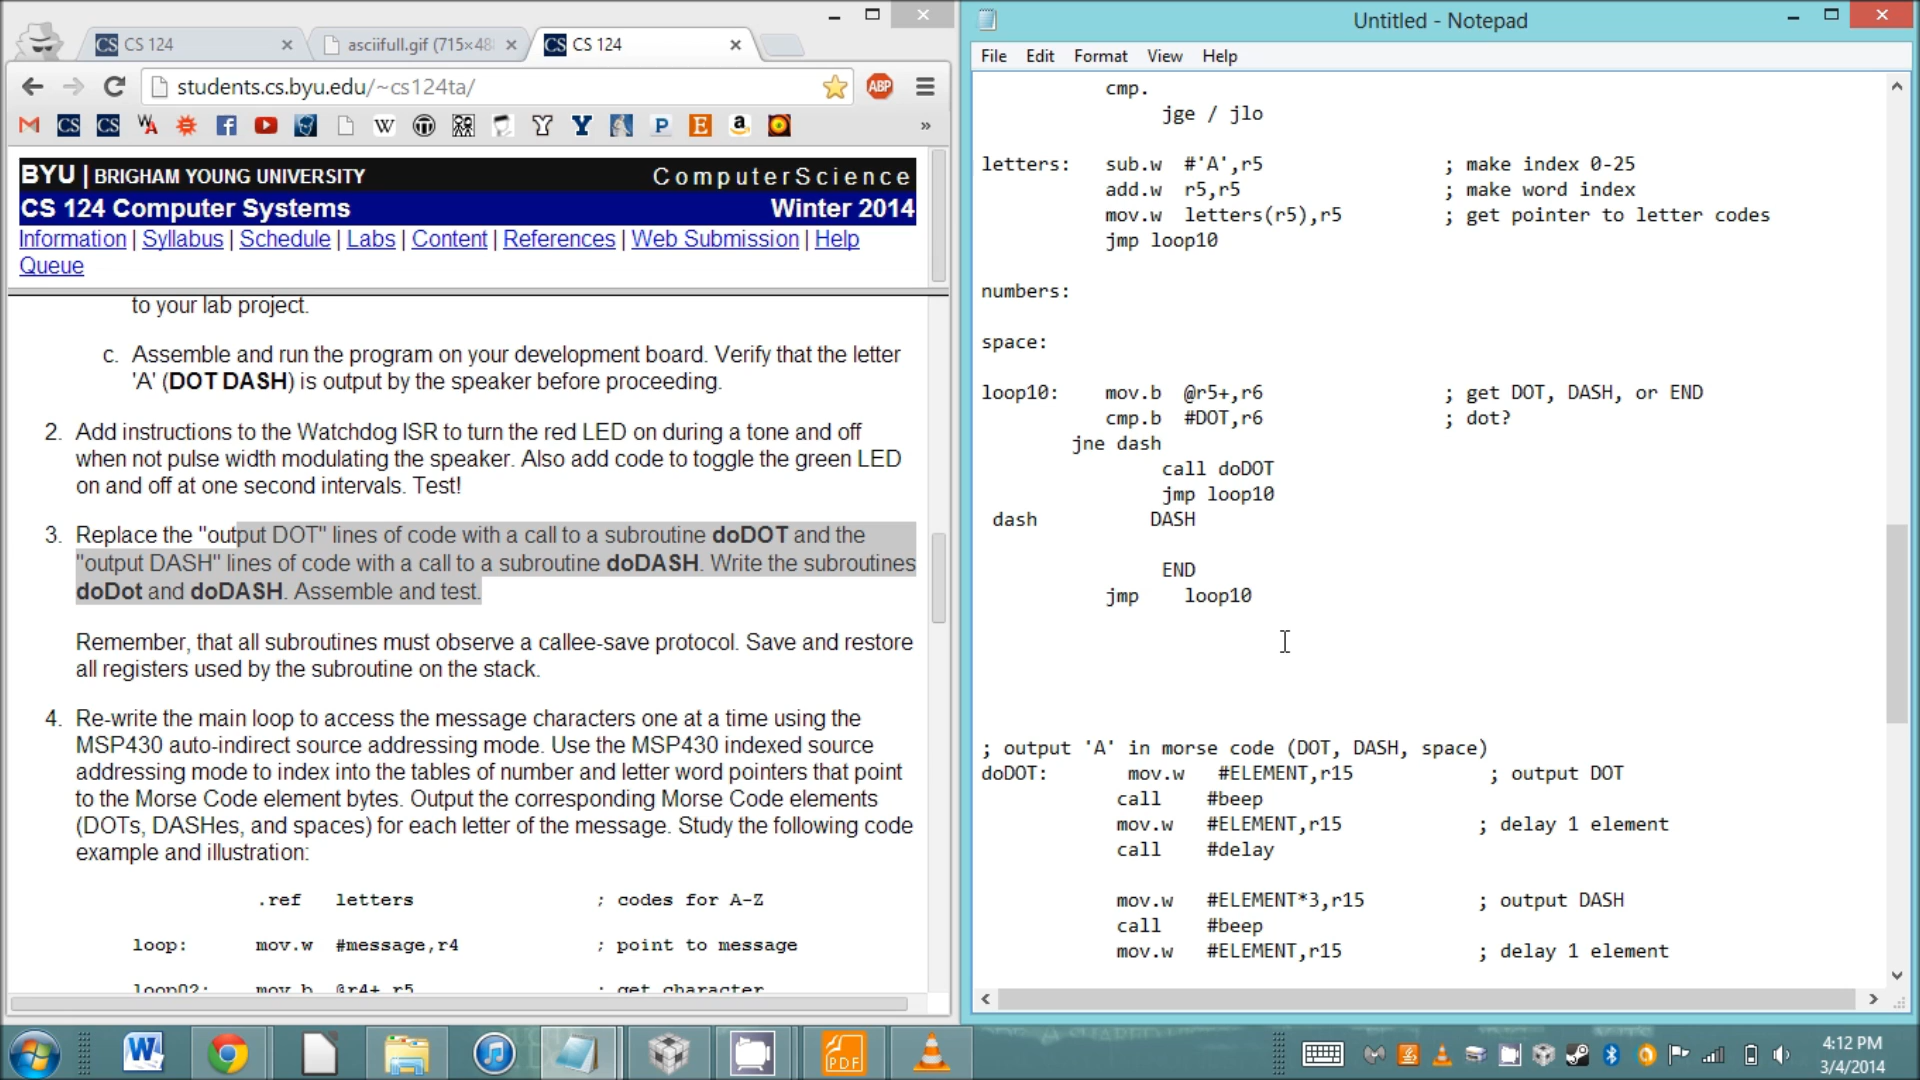 CS 124
asciifull.gif (715×48
CS 124
students.cs.byu.edu/~cs124ta/
ABP
BYU | BRIGHAM YOUNG UNIVERSITY
ComputerScience
CS 124 Computer Systems
Winter 2014
Information | Syllabus | Schedule | Labs | Content | References | Web Submission | Help
Queue
to your lab project.
c. Assemble and run the program on your development board. Verify that the letter
'A' (DOT DASH) is output by the speaker before proceeding.
2. Add instructions to the Watchdog ISR to turn the red LED on during a tone and off
when not pulse width modulating the speaker. Also add code to toggle the green LED
on and off at one second intervals. Test!
3. Replace the "output DOT" lines of code with a call to a subroutine doDOT and the
"output DASH" lines of code with a call to a subroutine doDASH. Write the subroutines
doDot and doDASH. Assemble and test.
Remember, that all subroutines must observe a callee-save protocol. Save and restore
all registers used by the subroutine on the stack.
4. Re-write the main loop to access the message characters one at a time using the
MSP430 auto-indirect source addressing mode. Use the MSP430 indexed source
addressing mode to index into the tables of number and letter word pointers that point
to the Morse Code element bytes. Output the corresponding Morse Code elements
(DOTs, DASHes, and spaces) for each letter of the message. Study the following code
example and illustration:
.ref letters ; codes for A-Z
loop: mov.w #message,r4 ; point to message
loop02: mov.b @r4+,r5 ; get character
Untitled - Notepad
File Edit Format View Help
cmp.
jge / jlo
letters: sub.w #'A',r5 ; make index 0-25
add.w r5,r5 ; make word index
mov.w letters(r5),r5 ; get pointer to letter codes
jmp loop10
numbers:
space:
loop10: mov.b @r5+,r6 ; get DOT, DASH, or END
cmp.b #DOT,r6 ; dot?
jne dash
call doDOT
jmp loop10
dash DASH
END
jmp loop10
; output 'A' in morse code (DOT, DASH, space)
doDOT: mov.w #ELEMENT,r15 ; output DOT
call #beep
mov.w #ELEMENT,r15 ; delay 1 element
call #delay
mov.w #ELEMENT*3,r15 ; output DASH
call #beep
mov.w #ELEMENT,r15 ; delay 1 element
PDF
4:12 PM
3/4/2014